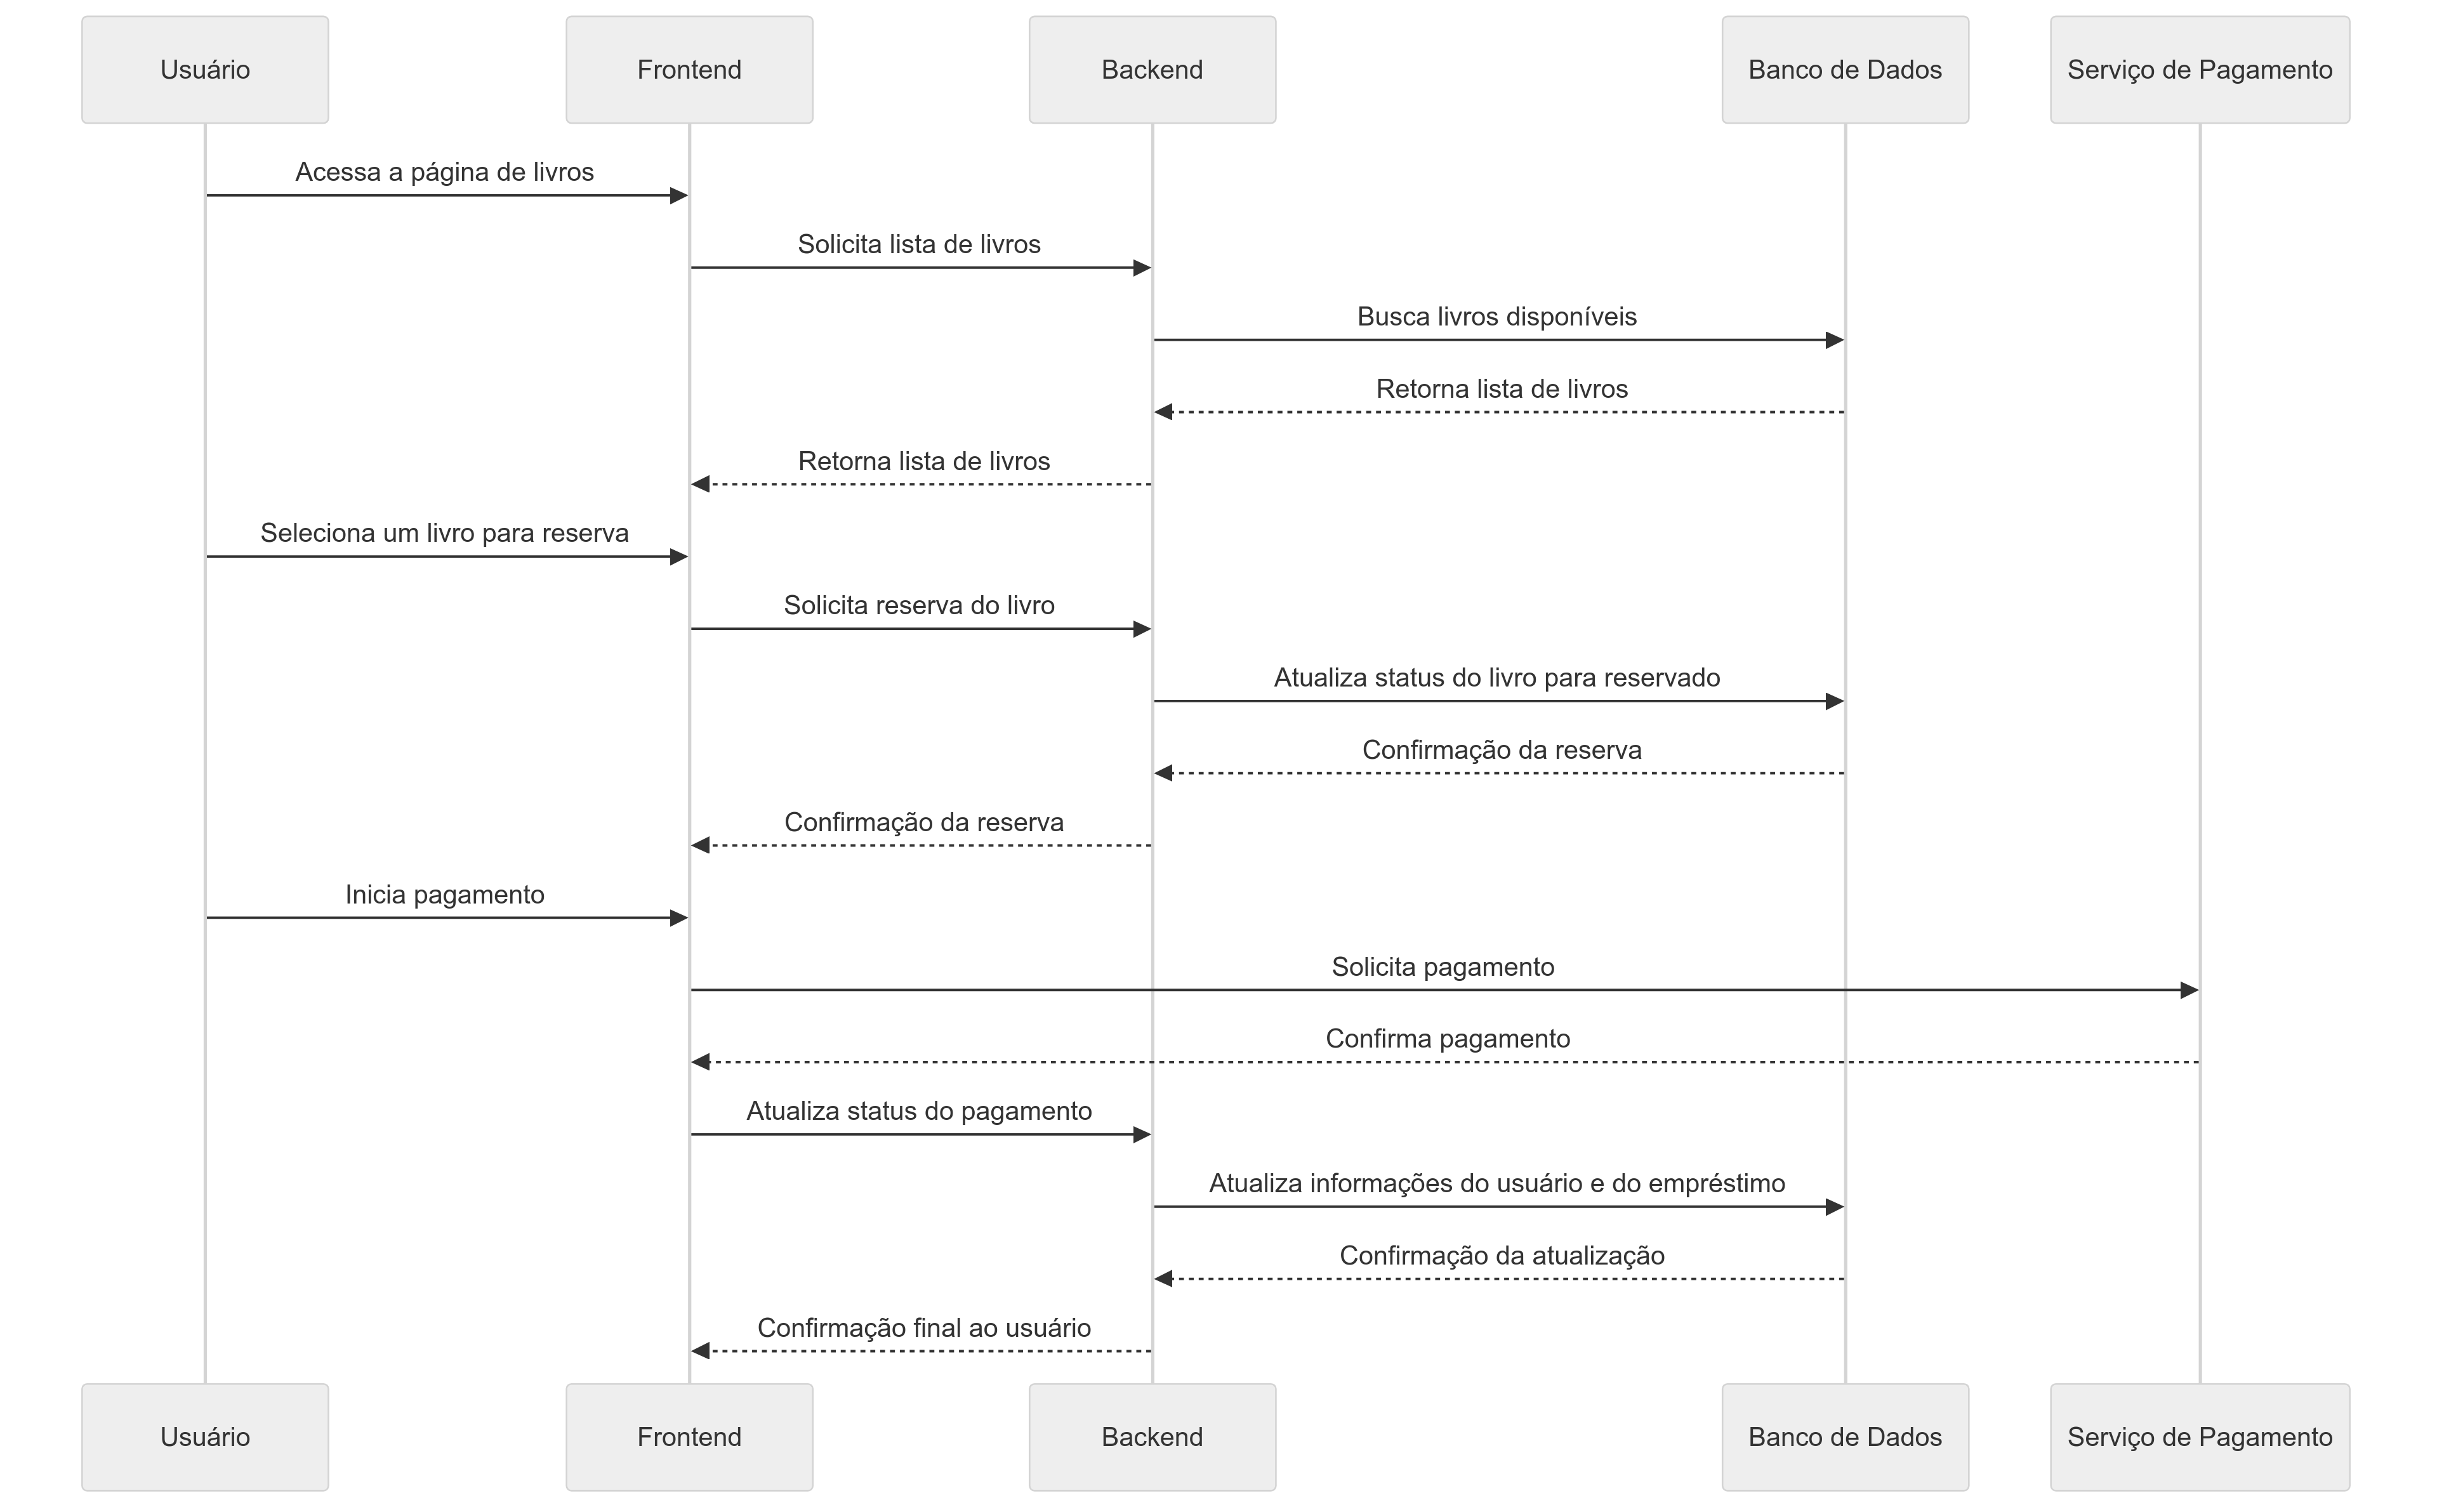 Usuário
Frontend
Backend
Banco de Dados
Serviço de Pagamento
Acessa a página de livros
Solicita lista de livros
Busca livros disponíveis
Retorna lista de livros
Retorna lista de livros
Seleciona um livro para reserva
Solicita reserva do livro
Atualiza status do livro para reservado
Confirmação da reserva
Confirmação da reserva
Inicia pagamento
Solicita pagamento
Confirma pagamento
Atualiza status do pagamento
Atualiza informações do usuário e do empréstimo
Confirmação da atualização
Confirmação final ao usuário
Usuário
Frontend
Backend
Banco de Dados
Serviço de Pagamento